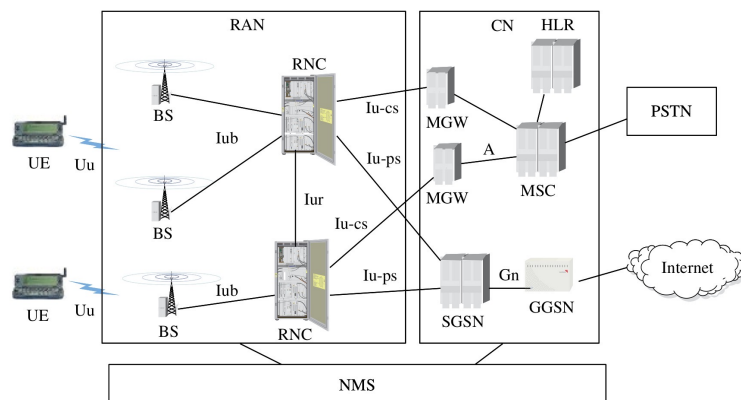 RAN
CN
HLR
RNC
BS
Iu-cs
MGW
PSTN
UE
Uu
Iub
Iu-ps
A
MSC
MGW
BS
Iur
Iu-cs
Internet
UE
Uu
BS
Iub
RNC
Iu-ps
SGSN
Gn
GGSN
NMS